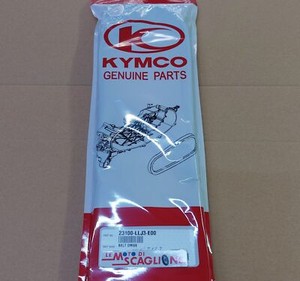 KYMCO
GENUINE PARTS
23100-LLJ3-E00
BELT DRIVE
LE MOTO DI
SCAGLIONE